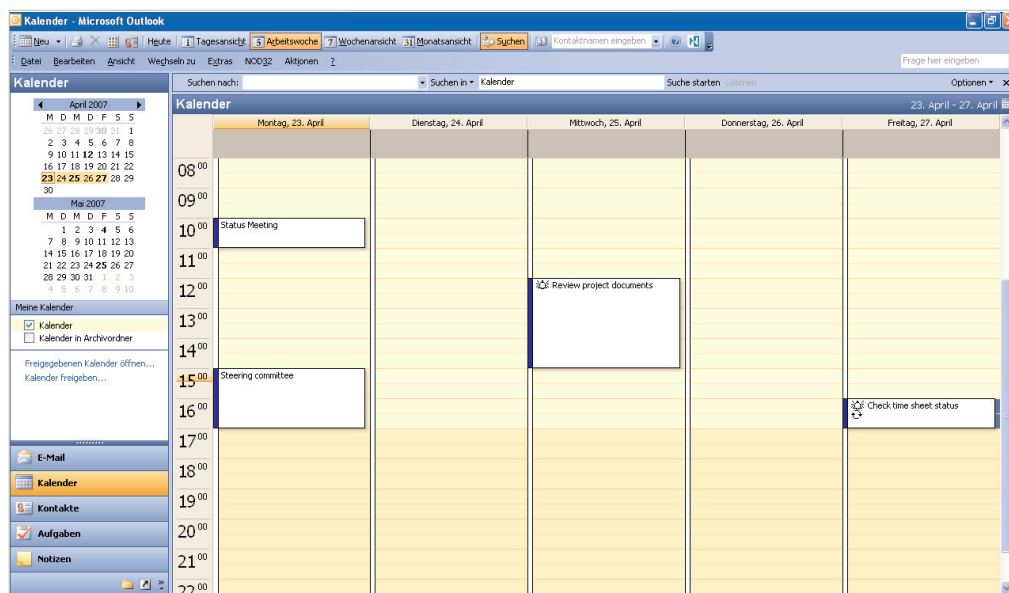 Kalender - Microsoft Outlook
Neu Heute 1 Tagesansicht 5 Arbeitswoche 7 Wochenansicht 31 Monatsansicht Suchen Kontaktnamen eingeben
Datei Bearbeiten Ansicht Wechseln zu Extras NOD32 Aktionen ? Frage hier eingeben
Kalender
Suchen nach: Suchen in Kalender Suche starten Löschen Optionen
Kalender 23. April - 27. April
April 2007
M D M D F S S
26 27 28 29 30 31 1
2 3 4 5 6 7 8
9 10 11 12 13 14 15
16 17 18 19 20 21 22
23 24 25 26 27 28 29
30
Mai 2007
M D M D F S S
1 2 3 4 5 6
7 8 9 10 11 12 13
14 15 16 17 18 19 20
21 22 23 24 25 26 27
28 29 30 31 1 2 3
4 5 6 7 8 9 10
Meine Kalender
Kalender
Kalender in Archivordner
Freigegebenen Kalender öffnen...
Kalender freigeben...
E-Mail
Kalender
Kontakte
Aufgaben
Notizen
Montag, 23. April Dienstag, 24. April Mittwoch, 25. April Donnerstag, 26. April Freitag, 27. April
08 00
09 00
10 00 Status Meeting
11 00
12 00 Review project documents
13 00
14 00
15 00 Steering committee
16 00 Check time sheet status
17 00
18 00
19 00
20 00
21 00
22 00